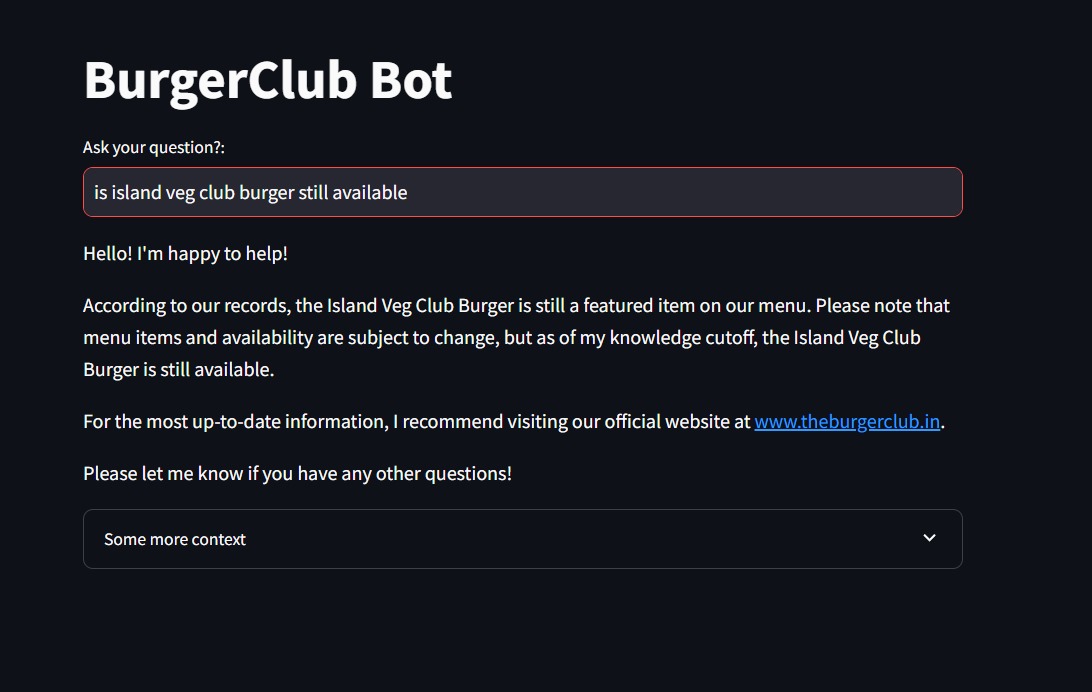 BurgerClub Bot
Ask your question?:
is island veg club burger still available
Hello! I'm happy to help!
According to our records, the Island Veg Club Burger is still a featured item on our menu. Please note that
menu items and availability are subject to change, but as of my knowledge cutoff, the Island Veg Club
Burger is still available.
For the most up-to-date information, I recommend visiting our official website at www.theburgerclub.in.
Please let me know if you have any other questions!
Some more context